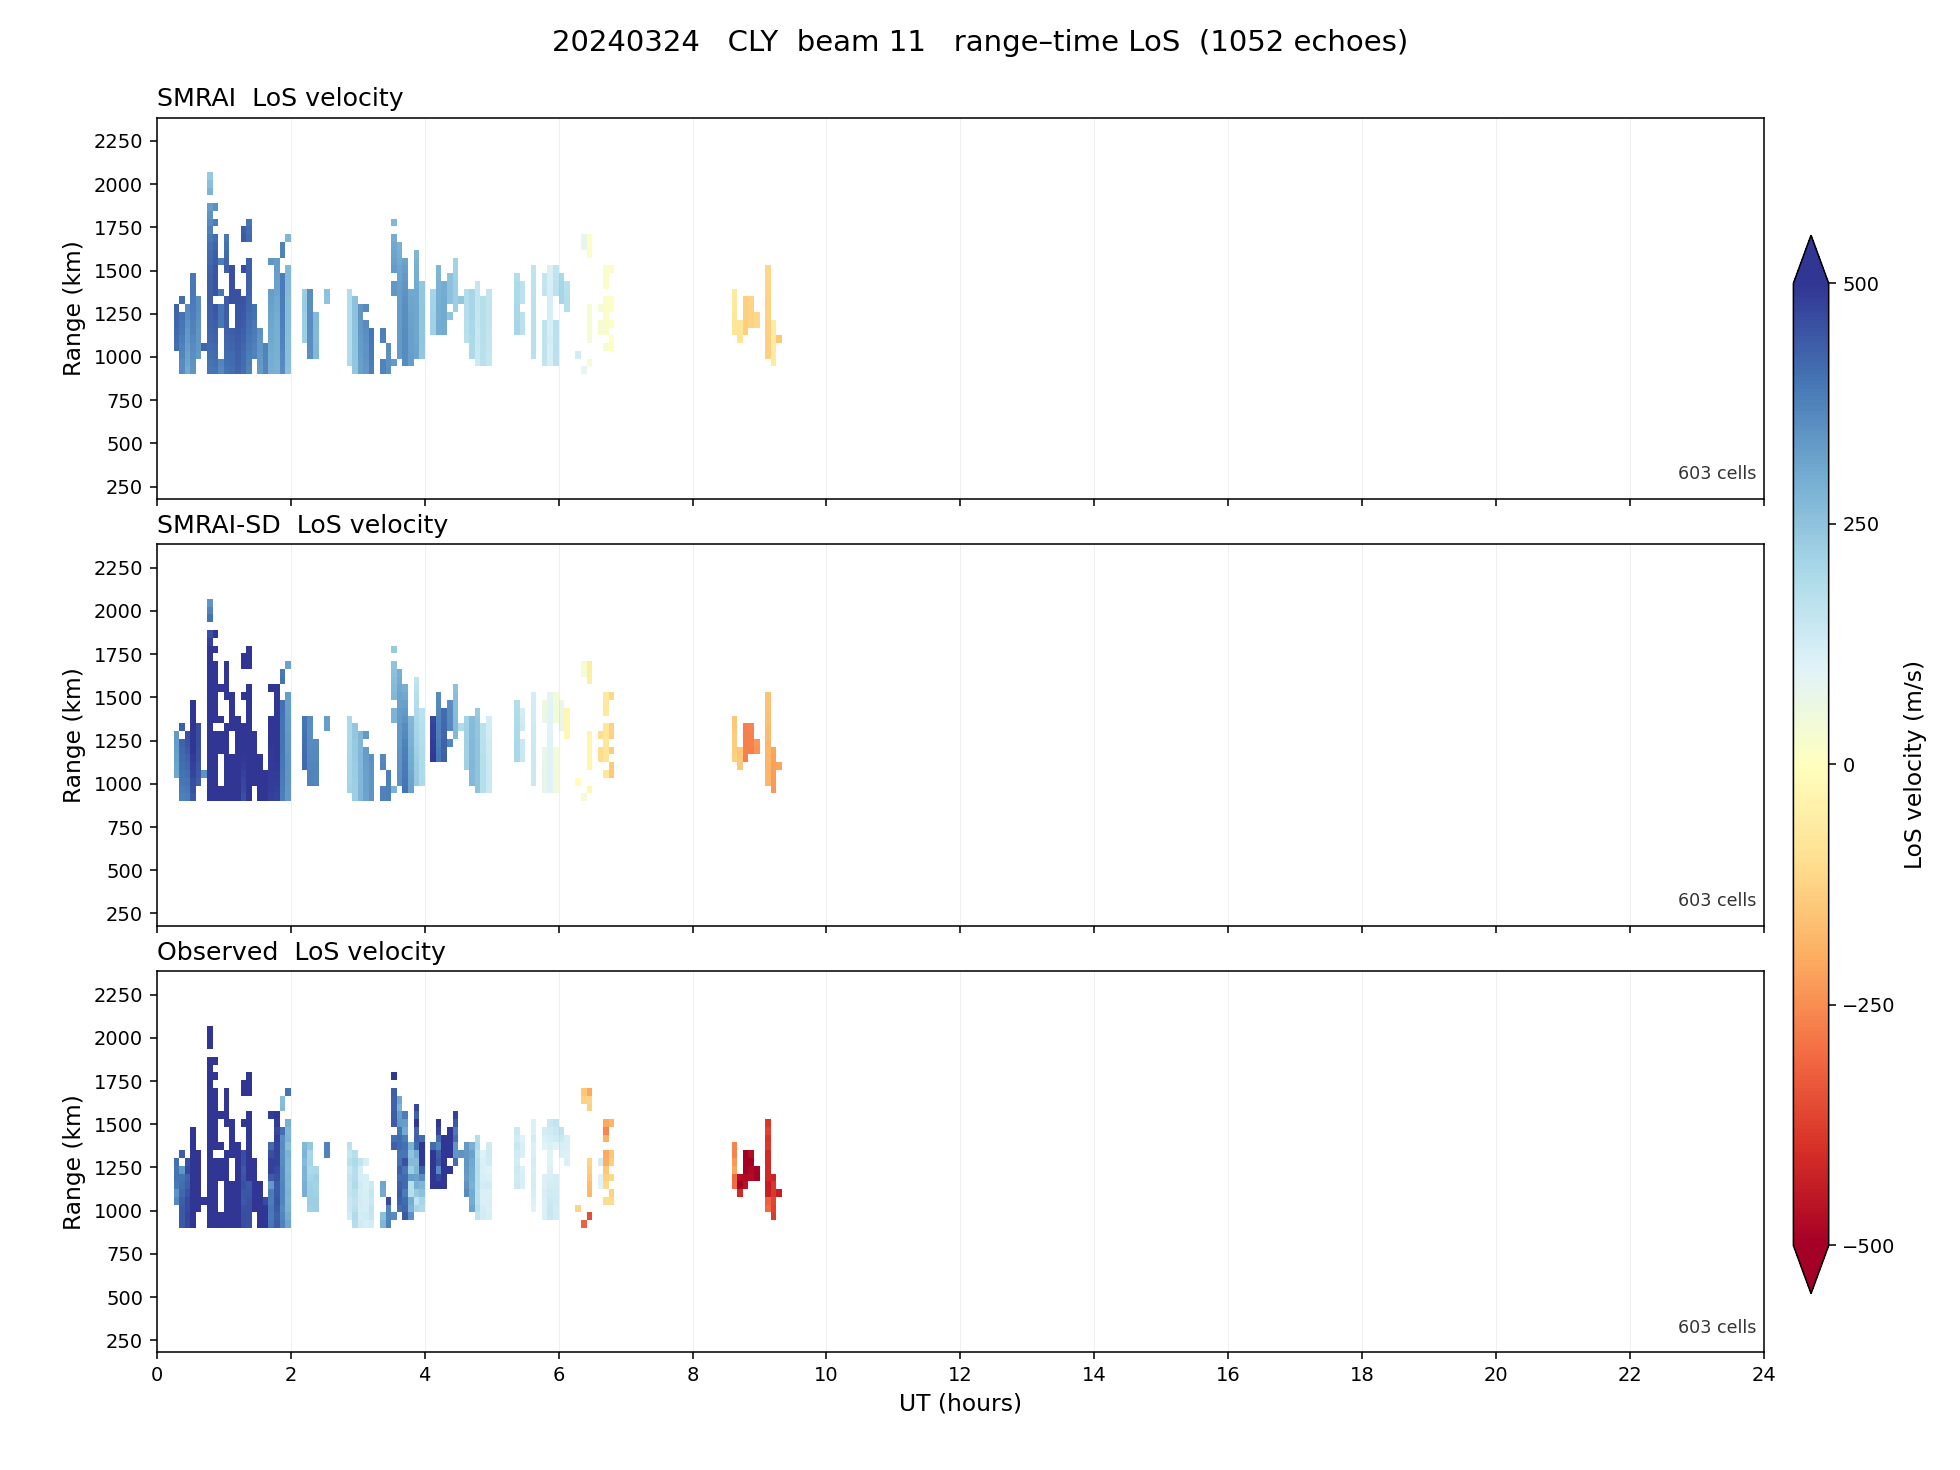 20240324   CLY  beam 11   range–time LoS  (1052 echoes)
SMRAI  LoS velocity
2250
2000
1750
1500
1250
1000
750
500
250
Range (km)
603 cells
SMRAI-SD  LoS velocity
2250
2000
1750
1500
1250
1000
750
500
250
Range (km)
603 cells
Observed  LoS velocity
2250
2000
1750
1500
1250
1000
750
500
250
Range (km)
603 cells
0 2 4 6 8 10 12 14 16 18 20 22 24
UT (hours)
500
250
0
−250
−500
LoS velocity (m/s)